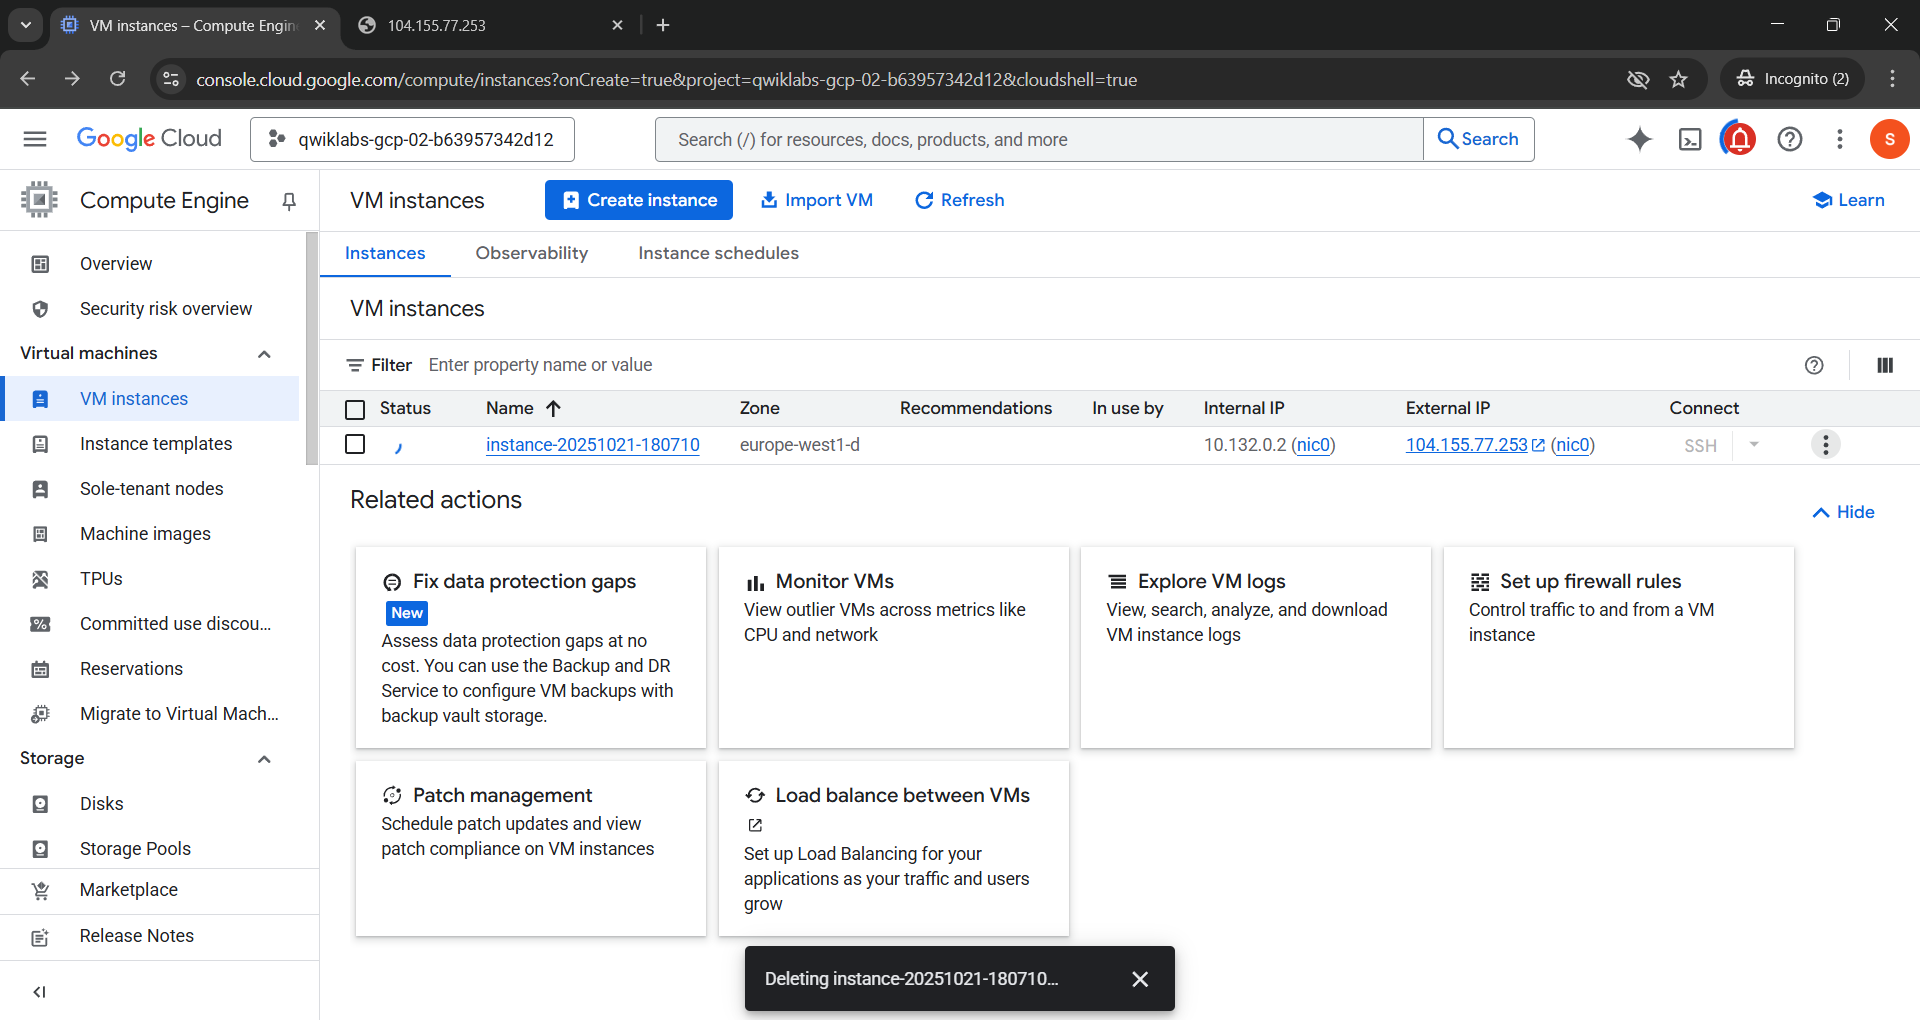 VM instances – Compute Engin
104.155.77.253
console.cloud.google.com/compute/instances?onCreate=true&project=qwiklabs-gcp-02-b63957342d12&cloudshell=true
Incognito (2)
Google Cloud
qwiklabs-gcp-02-b63957342d12
Search (/) for resources, docs, products, and more
Search
S
Compute Engine
VM instances
Create instance
Import VM
Refresh
Learn
Overview
Security risk overview
Virtual machines
VM instances
Instance templates
Sole-tenant nodes
Machine images
TPUs
Committed use discou...
Reservations
Migrate to Virtual Mach...
Storage
Disks
Storage Pools
Marketplace
Release Notes
Instances
Observability
Instance schedules
VM instances
Filter Enter property name or value
Status Name Zone Recommendations In use by Internal IP External IP Connect
instance-20251021-180710 europe-west1-d 10.132.0.2 (nic0) 104.155.77.253 (nic0) SSH
Related actions
Hide
Fix data protection gaps
New
Assess data protection gaps at no
cost. You can use the Backup and DR
Service to configure VM backups with
backup vault storage.
Monitor VMs
View outlier VMs across metrics like
CPU and network
Explore VM logs
View, search, analyze, and download
VM instance logs
Set up firewall rules
Control traffic to and from a VM
instance
Patch management
Schedule patch updates and view
patch compliance on VM instances
Load balance between VMs
Set up Load Balancing for your
applications as your traffic and users
grow
Deleting instance-20251021-180710...